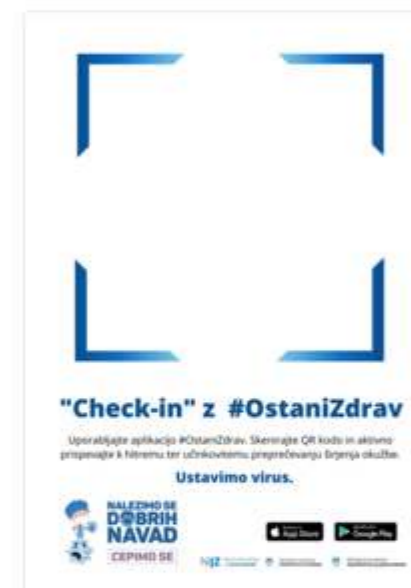 "Check-in" z #OstaniZdrav
Uporabljajte aplikacijo #OstaniZdrav. Skenirajte QR kodo in aktivno
prispevajte k hitremu ter učinkovitemu preprečevanju širjenja okužbe.
Ustavimo virus.
NALEZIMO SE
DOBRIH
NAVAD
CEPIMO SE
App Store
Google Play
NIJZ